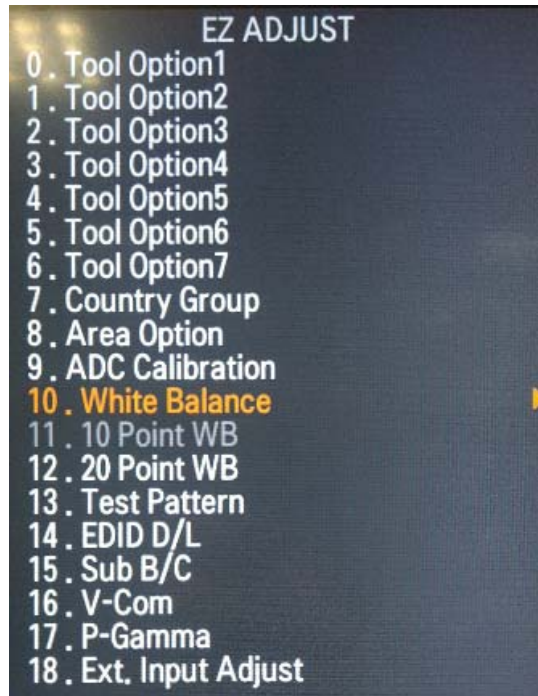 EZ ADJUST
0 . Tool Option1
1 . Tool Option2
2 . Tool Option3
3 . Tool Option4
4 . Tool Option5
5 . Tool Option6
6 . Tool Option7
7 . Country Group
8 . Area Option
9 . ADC Calibration
10 . White Balance
11 . 10 Point WB
12 . 20 Point WB
13 . Test Pattern
14 . EDID D/L
15 . Sub B/C
16 . V-Com
17 . P-Gamma
18 . Ext. Input Adjust